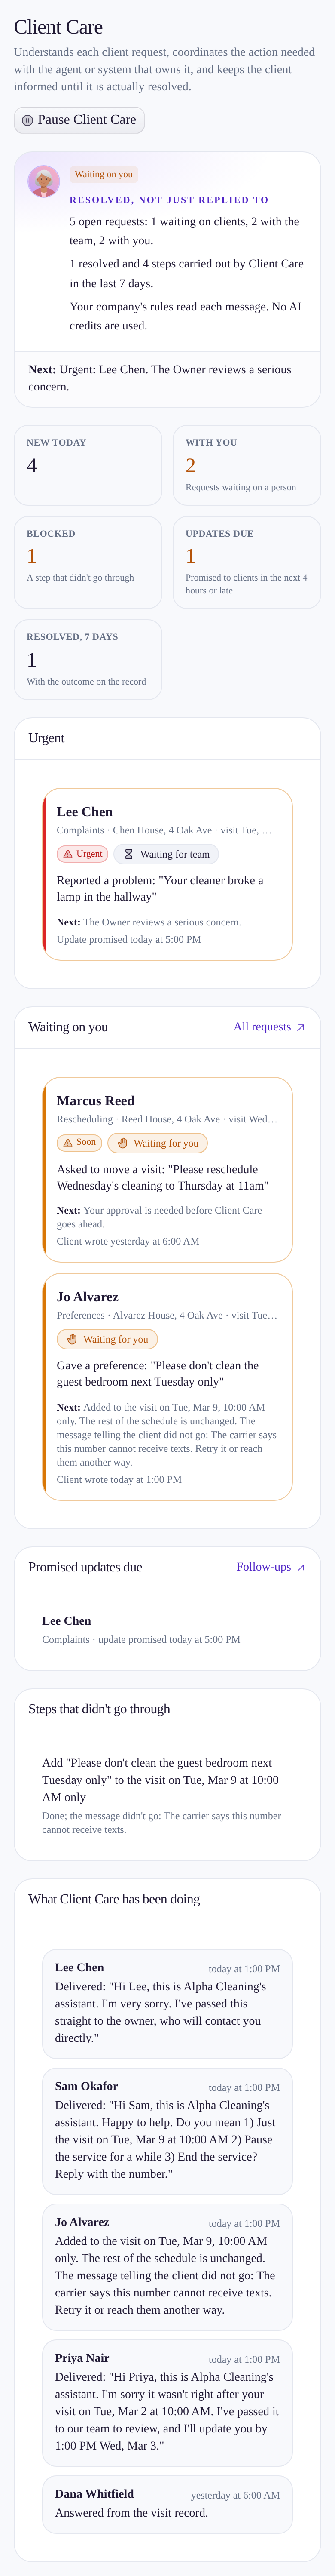 Client Care
Understands each client request, coordinates the action needed
with the agent or system that owns it, and keeps the client
informed until it is actually resolved.
Pause Client Care
Waiting on you
RESOLVED, NOT JUST REPLIED TO
5 open requests: 1 waiting on clients, 2 with the
team, 2 with you.
1 resolved and 4 steps carried out by Client Care
in the last 7 days.
Your company's rules read each message. No AI
credits are used.
Next: Urgent: Lee Chen. The Owner reviews a serious
concern.
NEW TODAY
4
WITH YOU
2
Requests waiting on a person
BLOCKED
1
A step that didn't go through
UPDATES DUE
1
Promised to clients in the next 4
hours or late
RESOLVED, 7 DAYS
1
With the outcome on the record
Urgent
Lee Chen
Complaints · Chen House, 4 Oak Ave · visit Tue, …
Urgent
Waiting for team
Reported a problem: "Your cleaner broke a
lamp in the hallway"
Next: The Owner reviews a serious concern.
Update promised today at 5:00 PM
Waiting on you
All requests
Marcus Reed
Rescheduling · Reed House, 4 Oak Ave · visit Wed…
Soon
Waiting for you
Asked to move a visit: "Please reschedule
Wednesday's cleaning to Thursday at 11am"
Next: Your approval is needed before Client Care
goes ahead.
Client wrote yesterday at 6:00 AM
Jo Alvarez
Preferences · Alvarez House, 4 Oak Ave · visit Tue…
Waiting for you
Gave a preference: "Please don't clean the
guest bedroom next Tuesday only"
Next: Added to the visit on Tue, Mar 9, 10:00 AM
only. The rest of the schedule is unchanged. The
message telling the client did not go: The carrier says
this number cannot receive texts. Retry it or reach
them another way.
Client wrote today at 1:00 PM
Promised updates due
Follow-ups
Lee Chen
Complaints · update promised today at 5:00 PM
Steps that didn't go through
Add "Please don't clean the guest bedroom next
Tuesday only" to the visit on Tue, Mar 9 at 10:00
AM only
Done; the message didn't go: The carrier says this number
cannot receive texts.
What Client Care has been doing
Lee Chen
today at 1:00 PM
Delivered: "Hi Lee, this is Alpha Cleaning's
assistant. I'm very sorry. I've passed this
straight to the owner, who will contact you
directly."
Sam Okafor
today at 1:00 PM
Delivered: "Hi Sam, this is Alpha Cleaning's
assistant. Happy to help. Do you mean 1) Just
the visit on Tue, Mar 9 at 10:00 AM 2) Pause
the service for a while 3) End the service?
Reply with the number."
Jo Alvarez
today at 1:00 PM
Added to the visit on Tue, Mar 9, 10:00 AM
only. The rest of the schedule is unchanged.
The message telling the client did not go: The
carrier says this number cannot receive texts.
Retry it or reach them another way.
Priya Nair
today at 1:00 PM
Delivered: "Hi Priya, this is Alpha Cleaning's
assistant. I'm sorry it wasn't right after your
visit on Tue, Mar 2 at 10:00 AM. I've passed it
to our team to review, and I'll update you by
1:00 PM Wed, Mar 3."
Dana Whitfield
yesterday at 6:00 AM
Answered from the visit record.